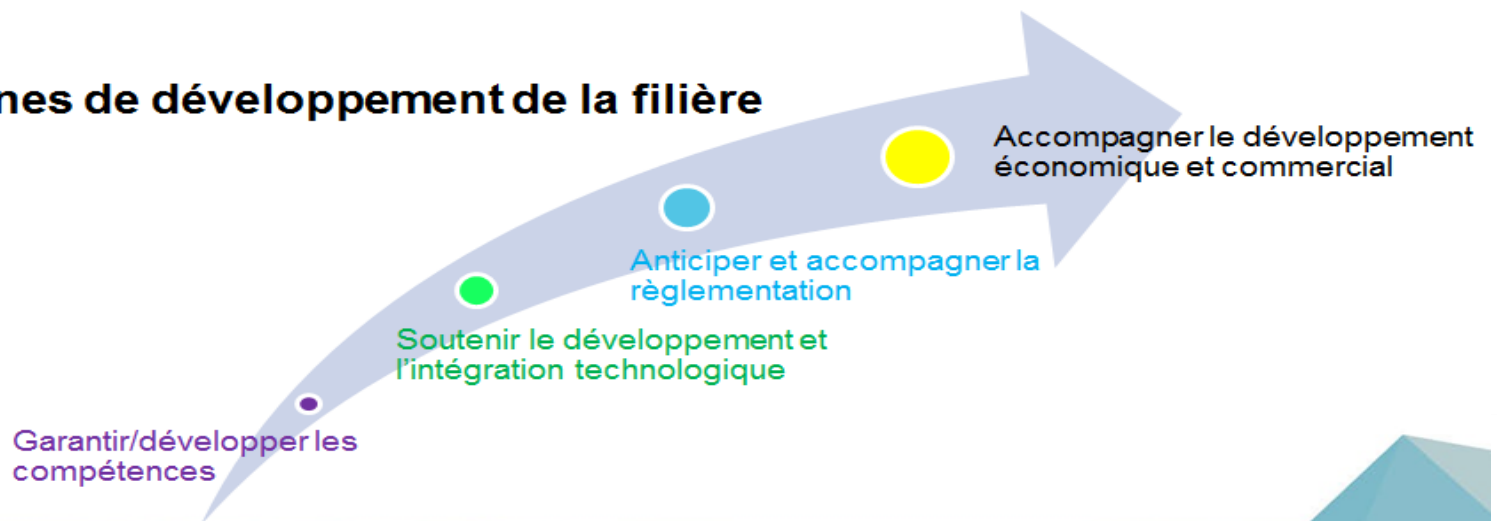 nes de développement de la filière
Accompagner le développement
économique et commercial
Anticiper et accompagner la
règlementation
Soutenir le développement et
l’intégration technologique
Garantir/développer les
compétences